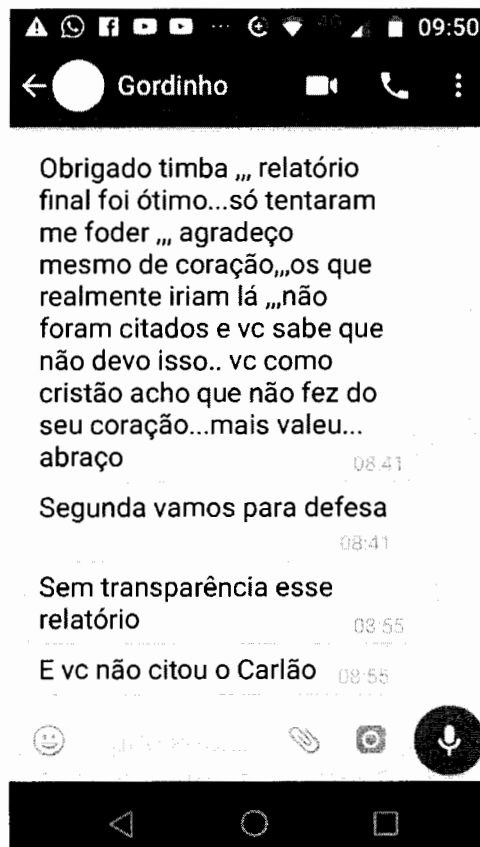 09:50
Gordinho
Obrigado timba ,,, relatório
final foi ótimo...só tentaram
me foder ,,, agradeço
mesmo de coração,,,os que
realmente iriam lá ,,,não
foram citados e vc sabe que
não devo isso.. vc como
cristão acho que não fez do
seu coração...mais valeu...
abraço
08:41
Segunda vamos para defesa
08:41
Sem transparência esse
relatório
08:55
E vc não citou o Carlão 08:55